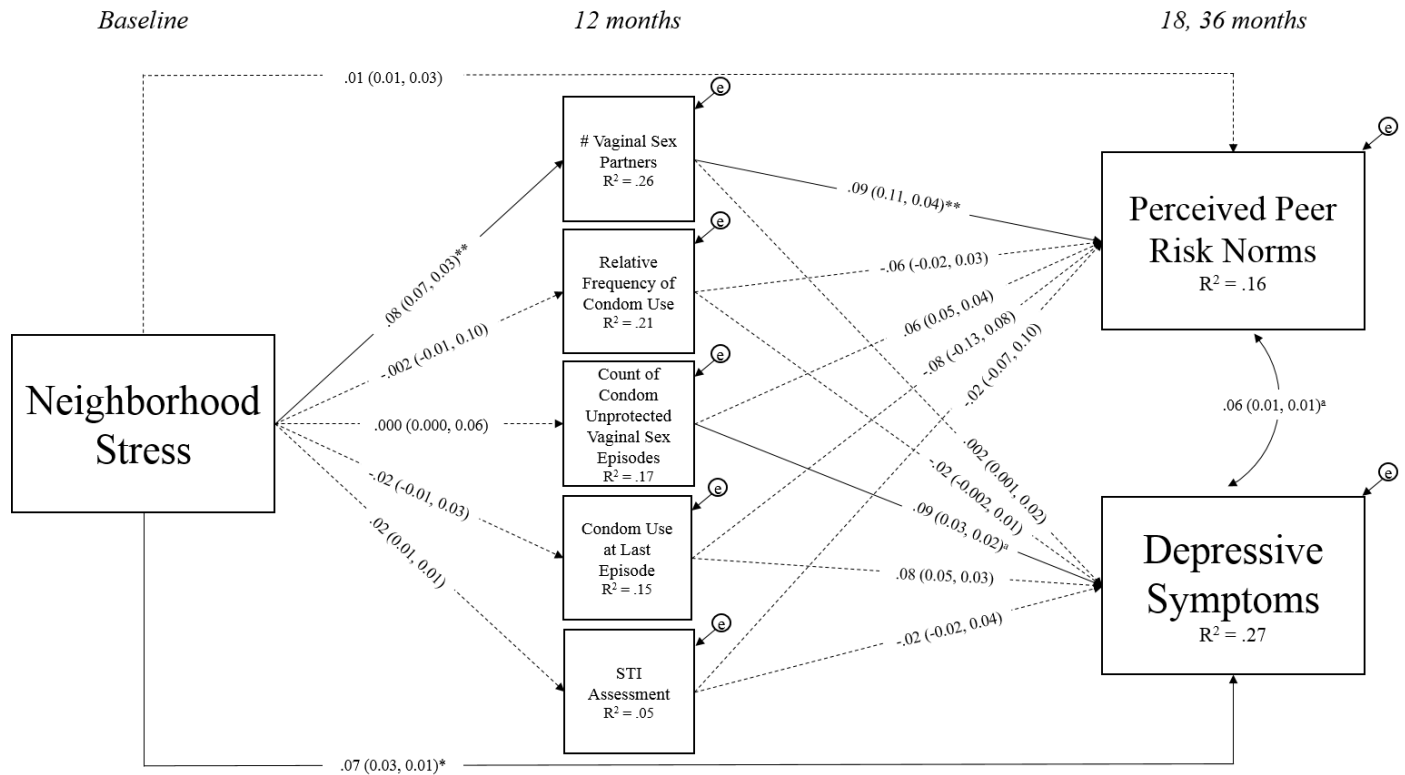 Baseline
12 months
18, 36 months
.01 (0.01, 0.03)
e
# Vaginal Sex
Partners
R² = .26
e
Perceived Peer
Risk Norms
R² = .16
.09 (0.11, 0.04)**
e
Relative
Frequency of
Condom Use
R² = .21
.08 (0.07, 0.03)**
-.06 (-0.02, 0.03)
-.002 (-0.01, 0.10)
.06 (0.05, 0.04)
-.08 (-0.13, 0.08)
-.02 (-0.07, 0.10)
Neighborhood
Stress
e
Count of
Condom
Unprotected
Vaginal Sex
Episodes
R² = .17
.000 (0.000, 0.06)
.06 (0.01, 0.01)ᵃ
.002 (0.001, 0.02)
-.02 (-0.002, 0.01)
.09 (0.03, 0.02)ᵃ
-.02 (-0.01, 0.03)
.02 (0.01, 0.01)
e
Condom Use
at Last
Episode
R² = .15
e
Depressive
Symptoms
R² = .27
.08 (0.05, 0.03)
-.02 (-0.02, 0.04)
e
STI
Assessment
R² = .05
.07 (0.03, 0.01)*